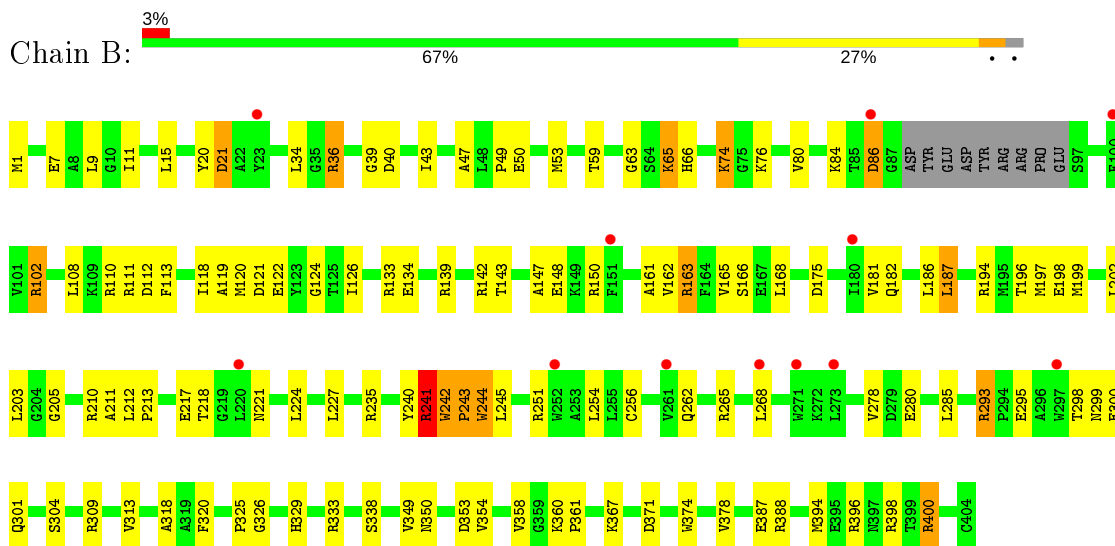 3%
Chain B:
67% 27% • •
M1 E7 A8 L9 G10 I11 L15 Y20 D21 A22 Y23 L34 G35 R36 G39 D40 I43 A47 L48 P49 E50 M53 T59 G63 S64 K65 H66 K74 G75 K76 V80 K84 T85 D86 G87 ASP TYR GLU ASP TYR ARG ARG PRO GLU S97 E100
V101 R102 L108 K109 R110 R111 D112 F113 I118 A119 M120 D121 E122 Y123 G124 T125 I126 R133 E134 R139 R142 T143 A147 E148 K149 R150 F151 A161 V162 R163 F164 V165 S166 E167 L168 D175 I180 V181 Q182 L186 L187 R194 M195 T196 M197 E198 M199 L202
L203 G204 G205 R210 A211 L212 P213 E217 T218 G219 L220 N221 L224 L227 R235 Y240 R241 W242 P243 W244 L245 R251 W252 A253 L254 L255 C256 V261 Q262 R265 L268 W271 K272 L273 V278 D279 E280 L285 R293 P294 E295 A296 W297 T298 N299 E300
Q301 S304 R309 V313 A318 A319 F320 P325 G326 H329 R333 S338 V349 N350 D353 V354 V358 G359 K360 P361 K367 D371 W374 V378 E387 R388 M394 E395 R396 N397 R398 T399 R400 C404